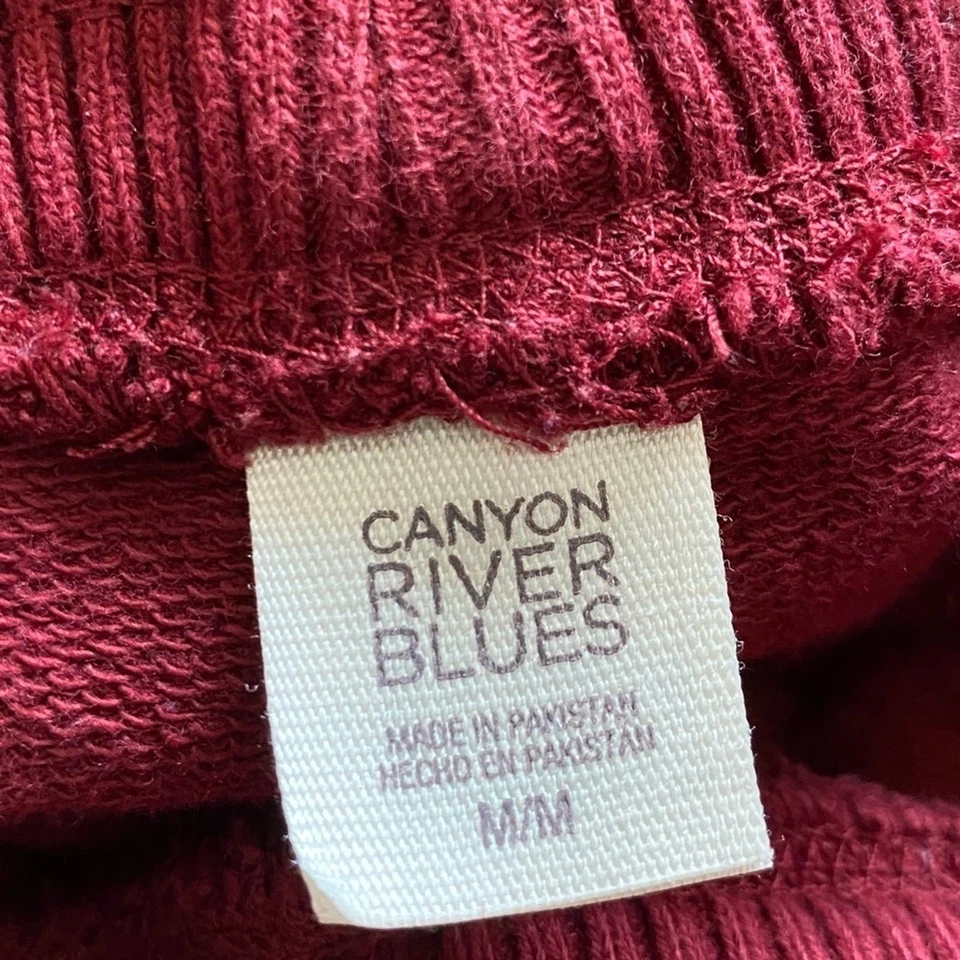 CANYON
RIVER
BLUES
MADE IN PAKISTAN
HECHO EN PAKISTAN
M/M